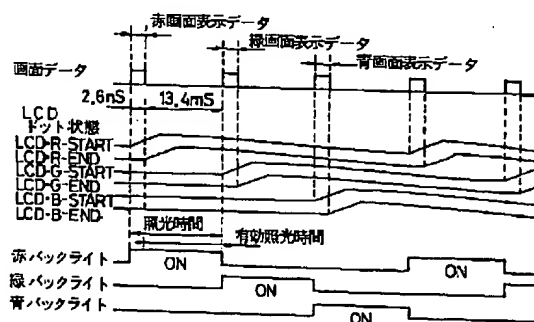 赤画面表示データ
緑画面表示データ
青画面表示データ
画面データ
2.6nS 13.4mS
LCD
ドット状態
LCD-R-START
LCD-R-END
LCD-G-START
LCD-G-END
LCD-B-START
LCD-B-END
照光時間
有効照光時間
赤バックライト ON
緑バックライト ON
青バックライト ON